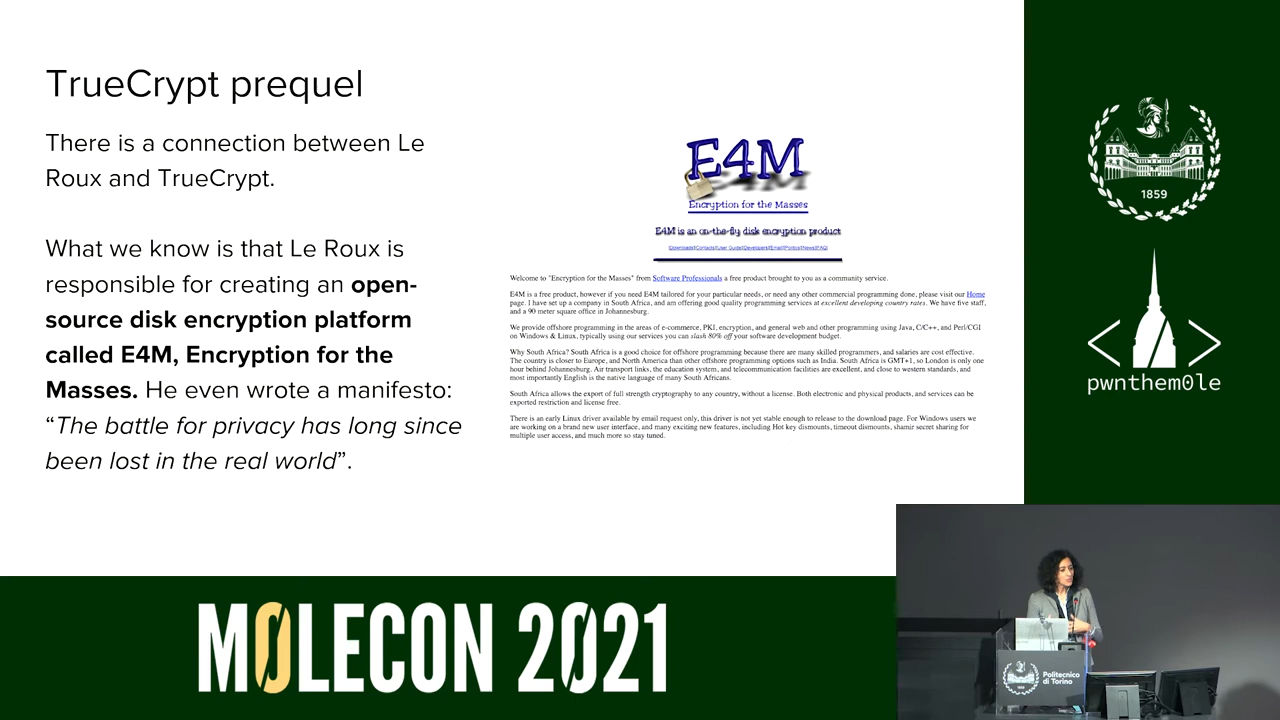 TrueCrypt prequel
There is a connection between Le
Roux and TrueCrypt.
What we know is that Le Roux is
responsible for creating an open-
source disk encryption platform
called E4M, Encryption for the
Masses. He even wrote a manifesto:
“The battle for privacy has long since
been lost in the real world”.
E4M
Encryption for the Masses
E4M is an on-the-fly disk encryption product
|Downloads||Contacts||User Guide||Developers||Email||Politics||News||FAQ|
Welcome to "Encryption for the Masses" from Software Professionals a free product brought to you as a community service.
E4M is a free product, however if you need E4M tailored for your particular needs, or need any other commercial programming done, please visit our Home
page. I have set up a company in South Africa, and am offering good quality programming services at excellent developing country rates. We have five staff,
and a 90 meter square office in Johannesburg.
We provide offshore programming in the areas of e-commerce, PKI, encryption, and general web and other programming using Java, C/C++, and Perl/CGI
on Windows & Linux, typically using our services you can slash 80% off your software development budget.
Why South Africa? South Africa is a good choice for offshore programming because there are many skilled programmers, and salaries are cost effective.
The country is closer to Europe, and North America than other offshore programming options such as India. South Africa is GMT+1, so London is only one
hour behind Johannesburg. Air transport links, the education system, and telecommunication facilities are excellent, and close to western standards, and
most importantly English is the native language of many South Africans.
South Africa allows the export of full strength cryptography to any country, without a license. Both electronic and physical products, and services can be
exported restriction and license free.
There is an early Linux driver available by email request only, this driver is not yet stable enough to release to the download page. For Windows users we
are working on a brand new user interface, and many exciting new features, including Hot key dismounts, timeout dismounts, shamir secret sharing for
multiple user access, and much more so stay tuned.
1859
pwnthem0le
M0LECON 2021
Politecnico
di Torino